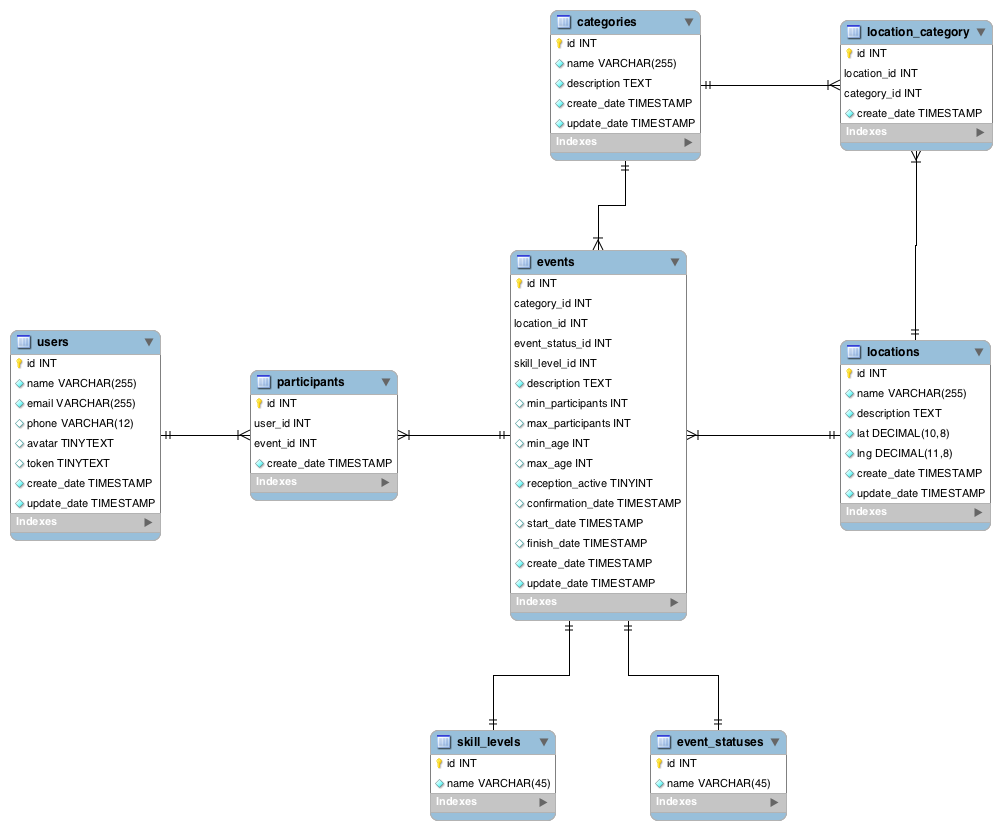 categories
id INT
name VARCHAR(255)
description TEXT
create_date TIMESTAMP
update_date TIMESTAMP
Indexes
location_category
id INT
location_id INT
category_id INT
create_date TIMESTAMP
Indexes
events
id INT
category_id INT
location_id INT
event_status_id INT
skill_level_id INT
description TEXT
min_participants INT
max_participants INT
min_age INT
max_age INT
reception_active TINYINT
confirmation_date TIMESTAMP
start_date TIMESTAMP
finish_date TIMESTAMP
create_date TIMESTAMP
update_date TIMESTAMP
Indexes
users
id INT
name VARCHAR(255)
email VARCHAR(255)
phone VARCHAR(12)
avatar TINYTEXT
token TINYTEXT
create_date TIMESTAMP
update_date TIMESTAMP
Indexes
participants
id INT
user_id INT
event_id INT
create_date TIMESTAMP
Indexes
locations
id INT
name VARCHAR(255)
description TEXT
lat DECIMAL(10,8)
lng DECIMAL(11,8)
create_date TIMESTAMP
update_date TIMESTAMP
Indexes
skill_levels
id INT
name VARCHAR(45)
Indexes
event_statuses
id INT
name VARCHAR(45)
Indexes